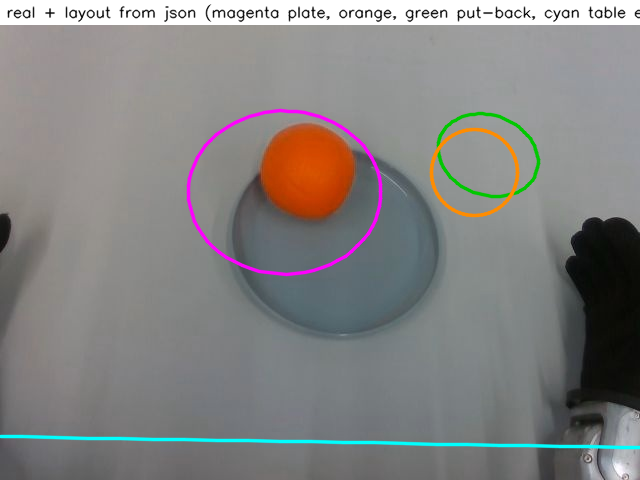 real + layout from json (magenta plate, orange, green put-back, cyan table e